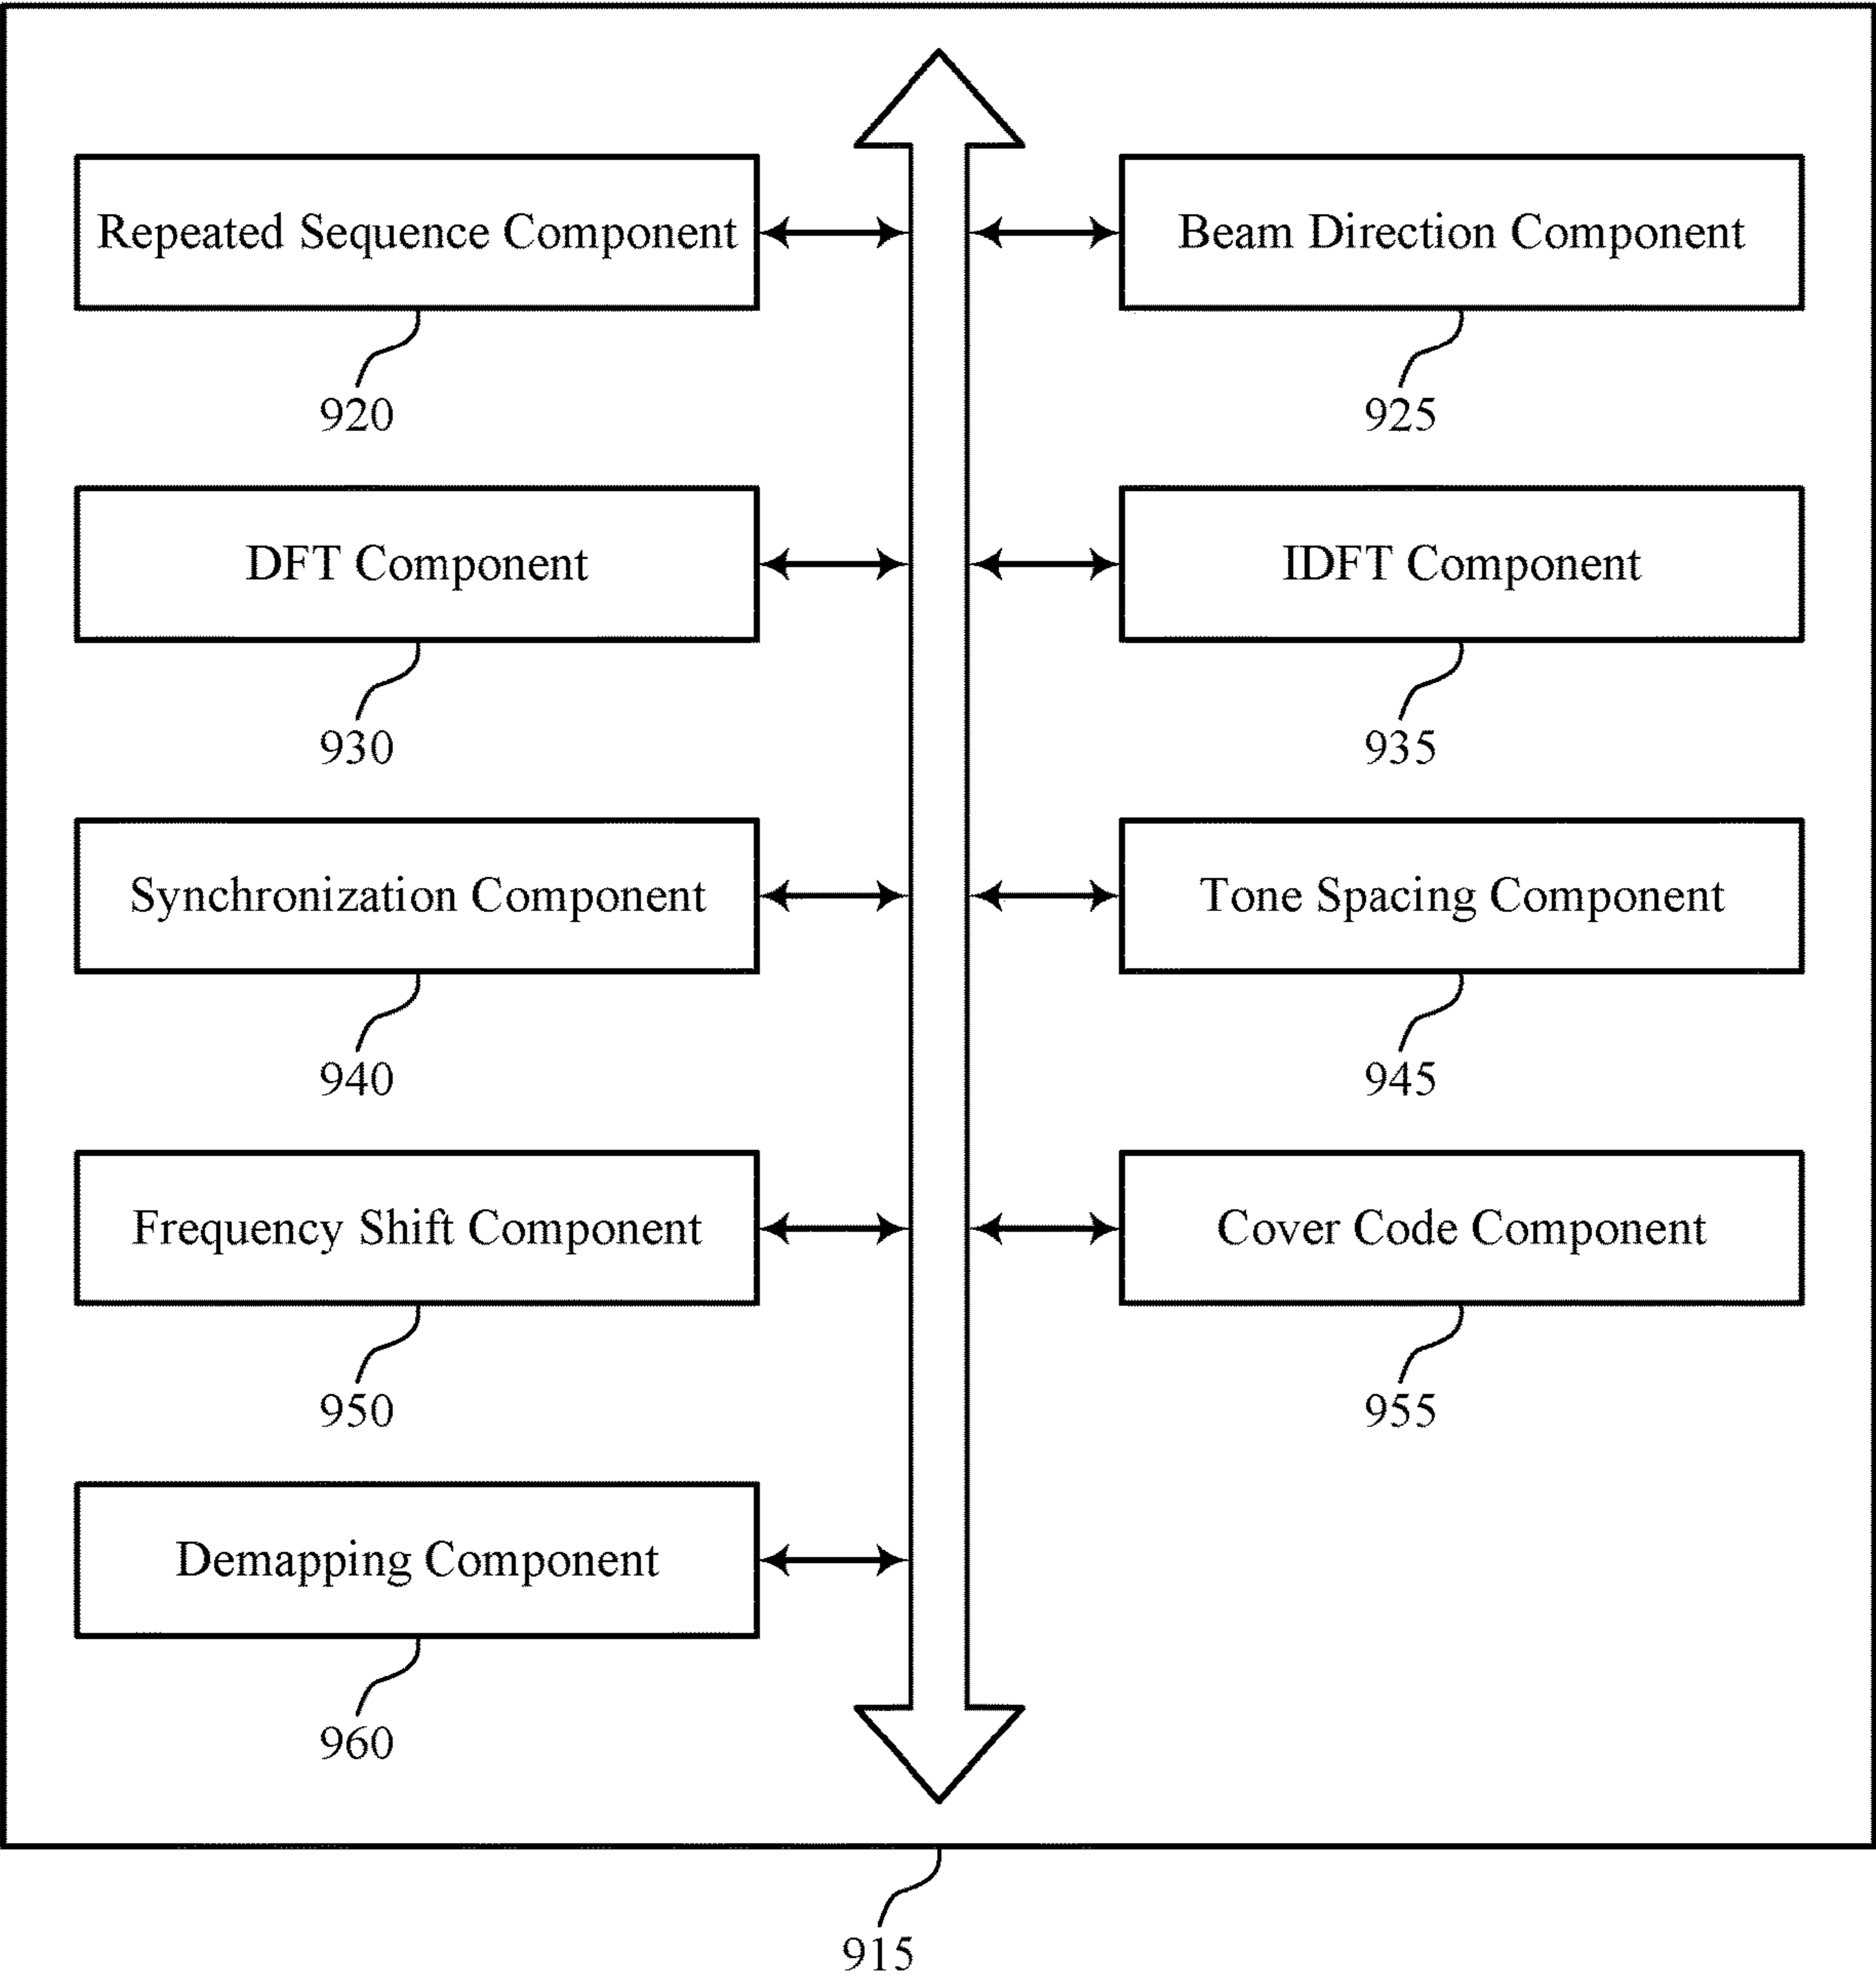 Repeated Sequence Component
Beam Direction Component
920
925
DFT Component
IDFT Component
930
935
Synchronization Component
Tone Spacing Component
940
945
Frequency Shift Component
Cover Code Component
950
955
Demapping Component
960
915